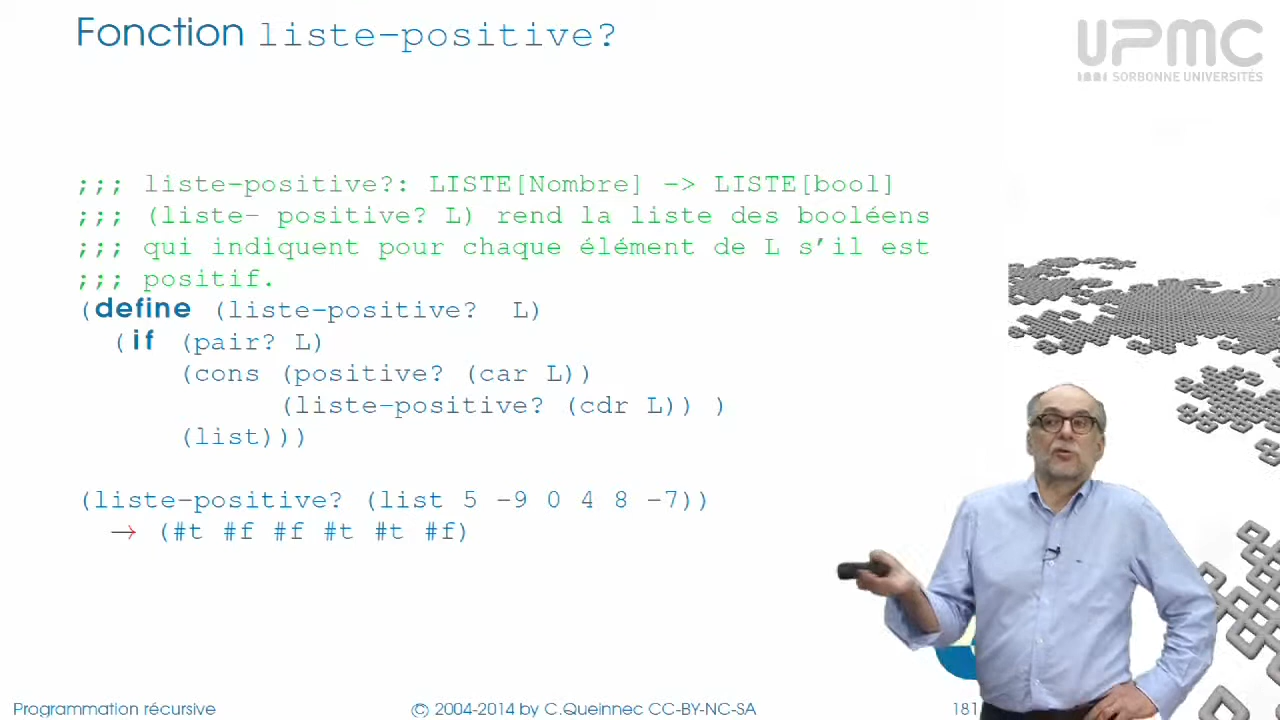 Fonction liste-positive?
UPMC
SORBONNE UNIVERSITÉS
;;; liste-positive?: LISTE[Nombre] -> LISTE[bool]
;;; (liste- positive? L) rend la liste des booléens
;;; qui indiquent pour chaque élément de L s'il est
;;; positif.
(define (liste-positive? L)
(if (pair? L)
(cons (positive? (car L))
(liste-positive? (cdr L)) )
(list)))
(liste-positive? (list 5 -9 0 4 8 -7))
→ (#t #f #f #t #t #f)
Programmation récursive
© 2004-2014 by C.Queinnec CC-BY-NC-SA
181